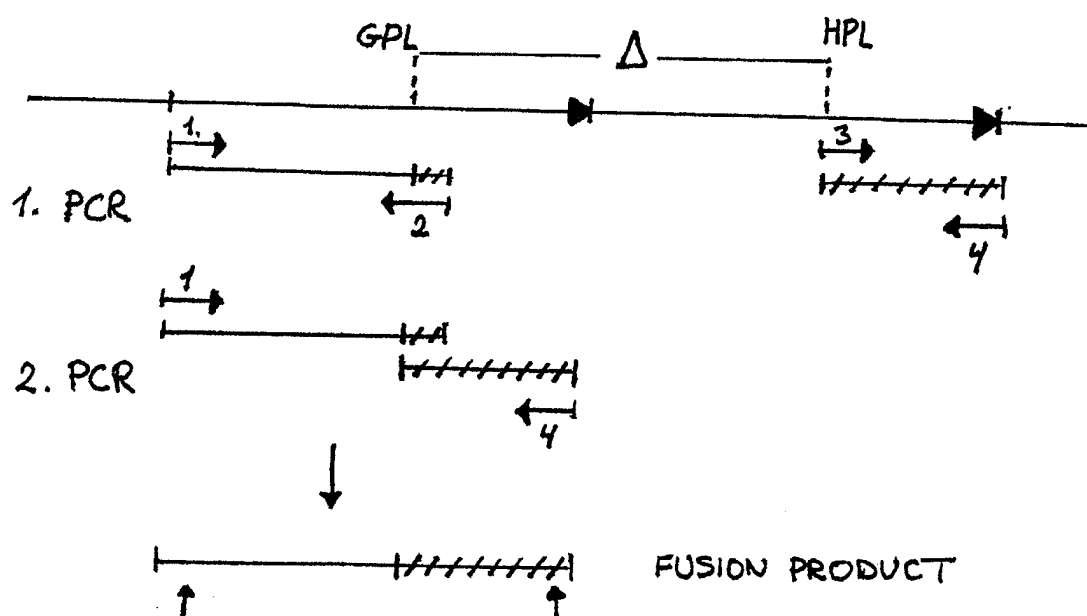 GPL Δ HPL
1. 3
1. PCR
2 4
1
2. PCR
4
FUSION PRODUCT